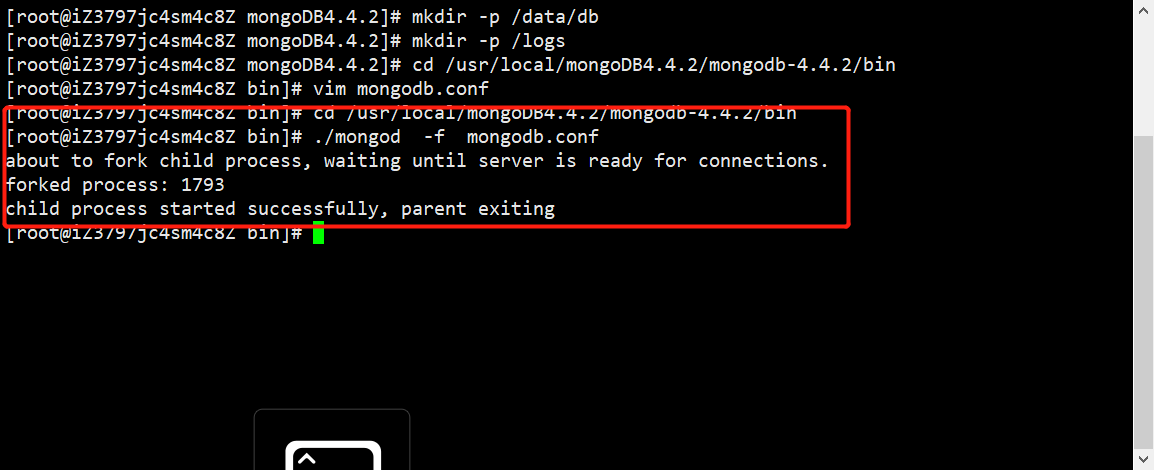 [root@iZ3797jc4sm4c8Z mongoDB4.4.2]# mkdir -p /data/db
[root@iZ3797jc4sm4c8Z mongoDB4.4.2]# mkdir -p /logs
[root@iZ3797jc4sm4c8Z mongoDB4.4.2]# cd /usr/local/mongoDB4.4.2/mongodb-4.4.2/bin
[root@iZ3797jc4sm4c8Z bin]# vim mongodb.conf
[root@iZ3797jc4sm4c8Z bin]# cd /usr/local/mongoDB4.4.2/mongodb-4.4.2/bin
[root@iZ3797jc4sm4c8Z bin]# ./mongod  -f  mongodb.conf
about to fork child process, waiting until server is ready for connections.
forked process: 1793
child process started successfully, parent exiting
[root@iZ3797jc4sm4c8Z bin]#